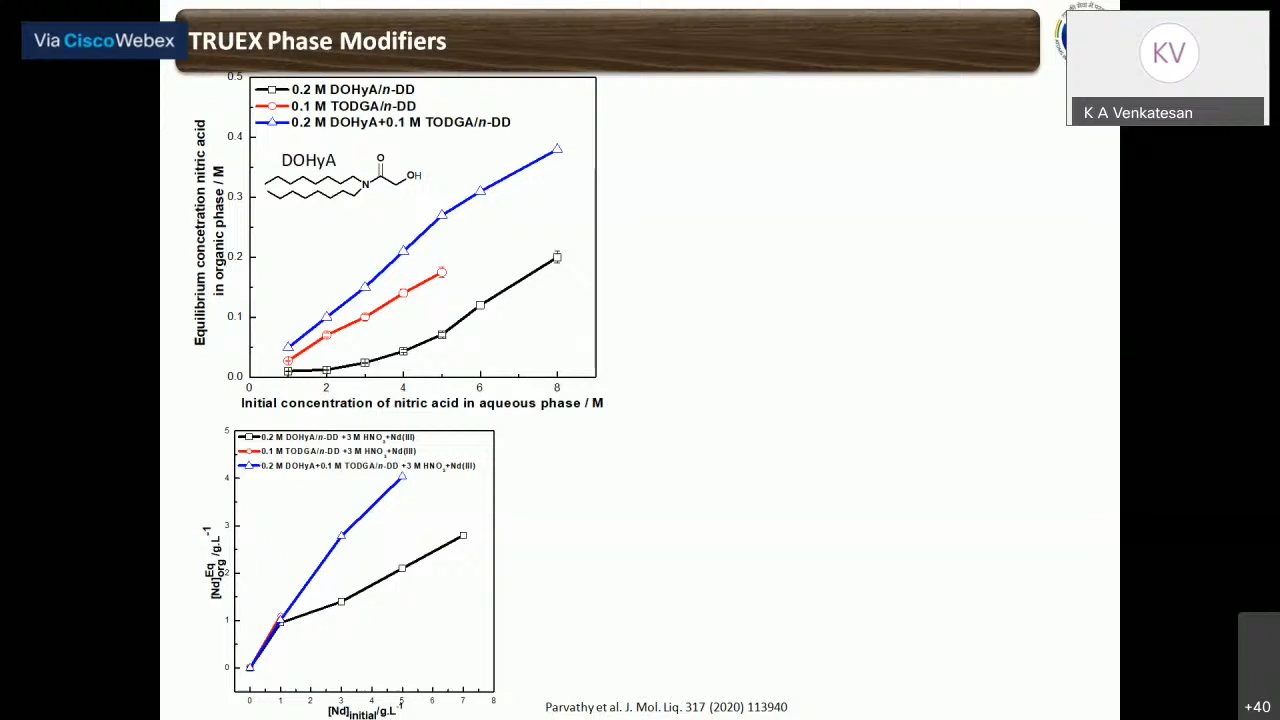 Via CiscoWebex
TRUEX Phase Modifiers
KV
K A Venkatesan
0.2 M DOHyA/n-DD
0.1 M TODGA/n-DD
0.2 M DOHyA+0.1 M TODGA/n-DD
DOHyA
O
N
OH
Equilibrium concetration nitric acid
in organic phase / M
0.5
0.4
0.3
0.2
0.1
0.0
0 2 4 6 8
Initial concentration of nitric acid in aqueous phase / M
0.2 M DOHyA/n-DD +3 M HNO3+Nd(III)
0.1 M TODGA/n-DD +3 M HNO3+Nd(III)
0.2 M DOHyA+0.1 M TODGA/n-DD +3 M HNO3+Nd(III)
[Nd]Eq org /g.L-1
5
4
3
2
1
0
0 1 2 3 4 5 6 7 8
[Nd]initial/g.L-1
Parvathy et al. J. Mol. Liq. 317 (2020) 113940
+40